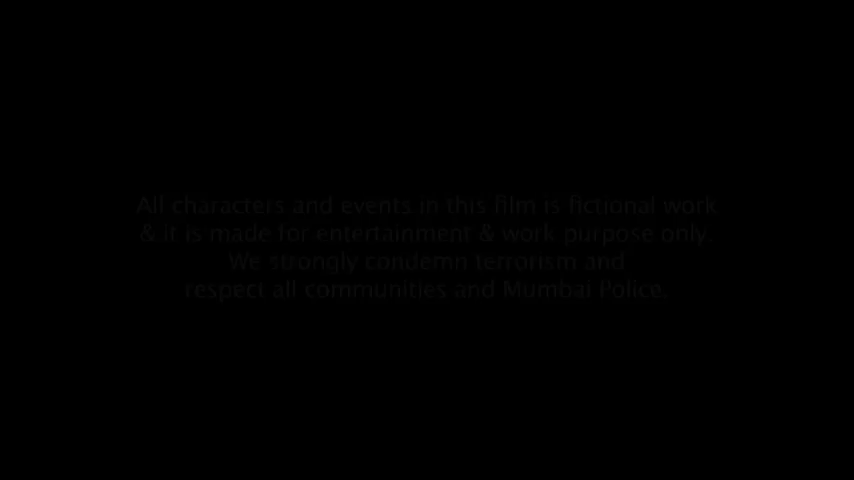 All characters and events in this film is fictional work
& it is made for entertainment & work purpose only.
We strongly condemn terrorism and
respect all communities and Mumbai Police.